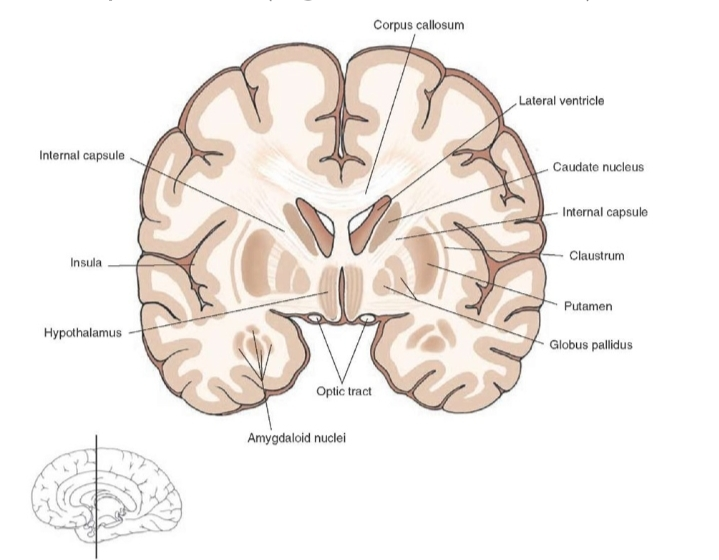 Corpus callosum
Lateral ventricle
Internal capsule
Caudate nucleus
Internal capsule
Claustrum
Insula
Putamen
Hypothalamus
Globus pallidus
Optic tract
Amygdaloid nuclei